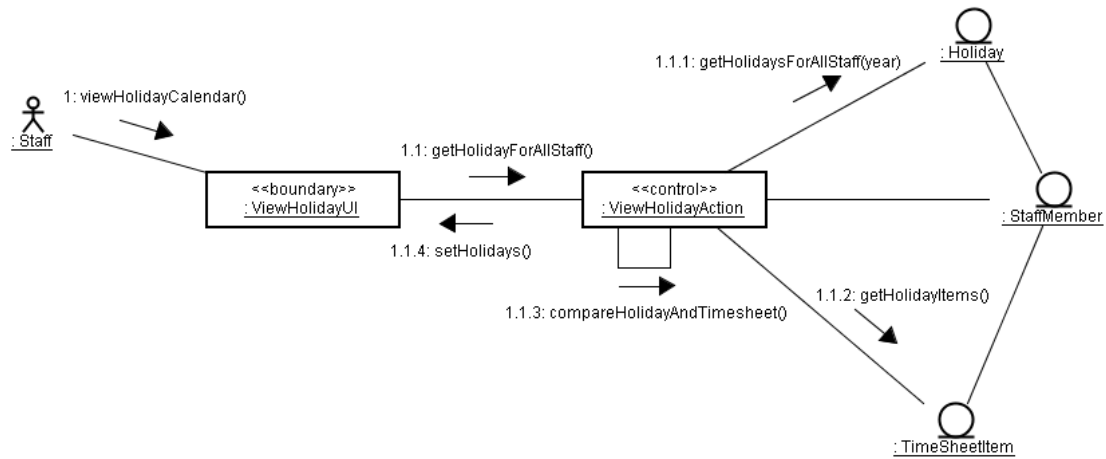 : Holiday
1.1.1: getHolidaysForAllStaff(year)
1: viewHolidayCalendar()
: Staff
1.1: getHolidayForAllStaff()
<<boundary>>
: ViewHolidayUI
<<control>>
: ViewHolidayAction
: StaffMember
1.1.4: setHolidays()
1.1.3: compareHolidayAndTimesheet()
1.1.2: getHolidayItems()
: TimeSheetItem